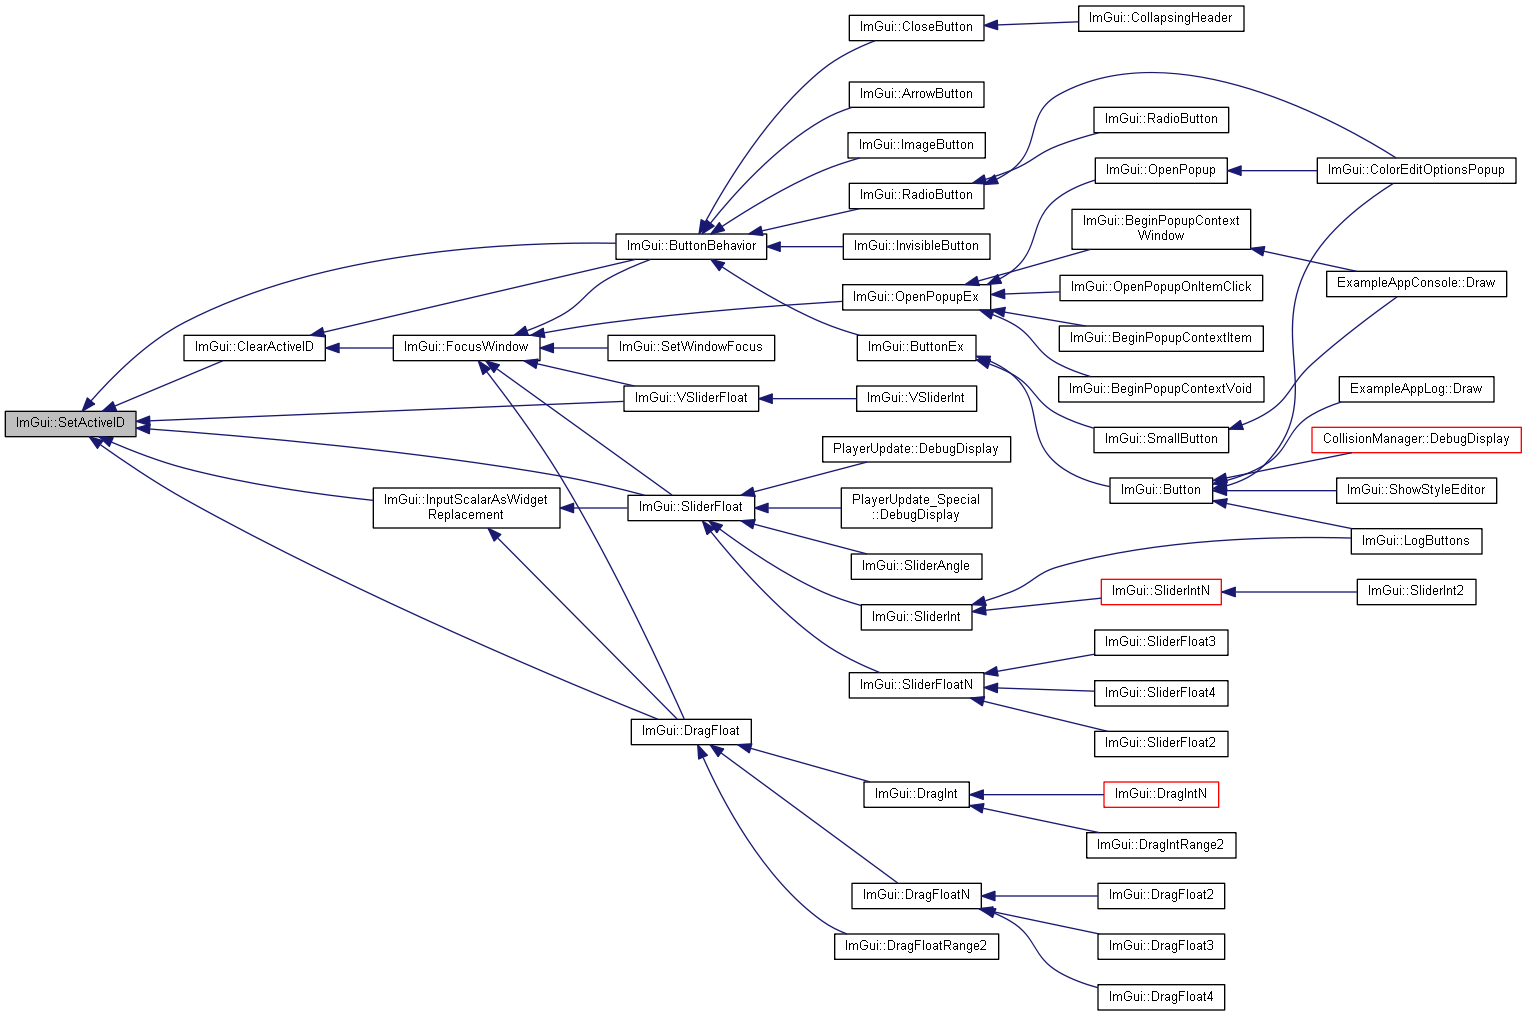 ImGui::SetActiveID
ImGui::ClearActiveID
ImGui::InputScalarAsWidget
Replacement
ImGui::FocusWindow
ImGui::ButtonBehavior
ImGui::SetWindowFocus
ImGui::VSliderFloat
ImGui::SliderFloat
ImGui::DragFloat
ImGui::CloseButton
ImGui::ArrowButton
ImGui::ImageButton
ImGui::RadioButton
ImGui::InvisibleButton
ImGui::OpenPopupEx
ImGui::ButtonEx
ImGui::VSliderInt
PlayerUpdate::DebugDisplay
PlayerUpdate_Special
::DebugDisplay
ImGui::SliderAngle
ImGui::SliderInt
ImGui::SliderFloatN
ImGui::DragInt
ImGui::DragFloatN
ImGui::DragFloatRange2
ImGui::CollapsingHeader
ImGui::RadioButton
ImGui::OpenPopup
ImGui::BeginPopupContext
Window
ImGui::OpenPopupOnItemClick
ImGui::BeginPopupContextItem
ImGui::BeginPopupContextVoid
ImGui::SmallButton
ImGui::Button
ImGui::SliderIntN
ImGui::SliderFloat3
ImGui::SliderFloat4
ImGui::SliderFloat2
ImGui::DragIntN
ImGui::DragIntRange2
ImGui::DragFloat2
ImGui::DragFloat3
ImGui::DragFloat4
ImGui::ColorEditOptionsPopup
ExampleAppConsole::Draw
ExampleAppLog::Draw
CollisionManager::DebugDisplay
ImGui::ShowStyleEditor
ImGui::LogButtons
ImGui::SliderInt2